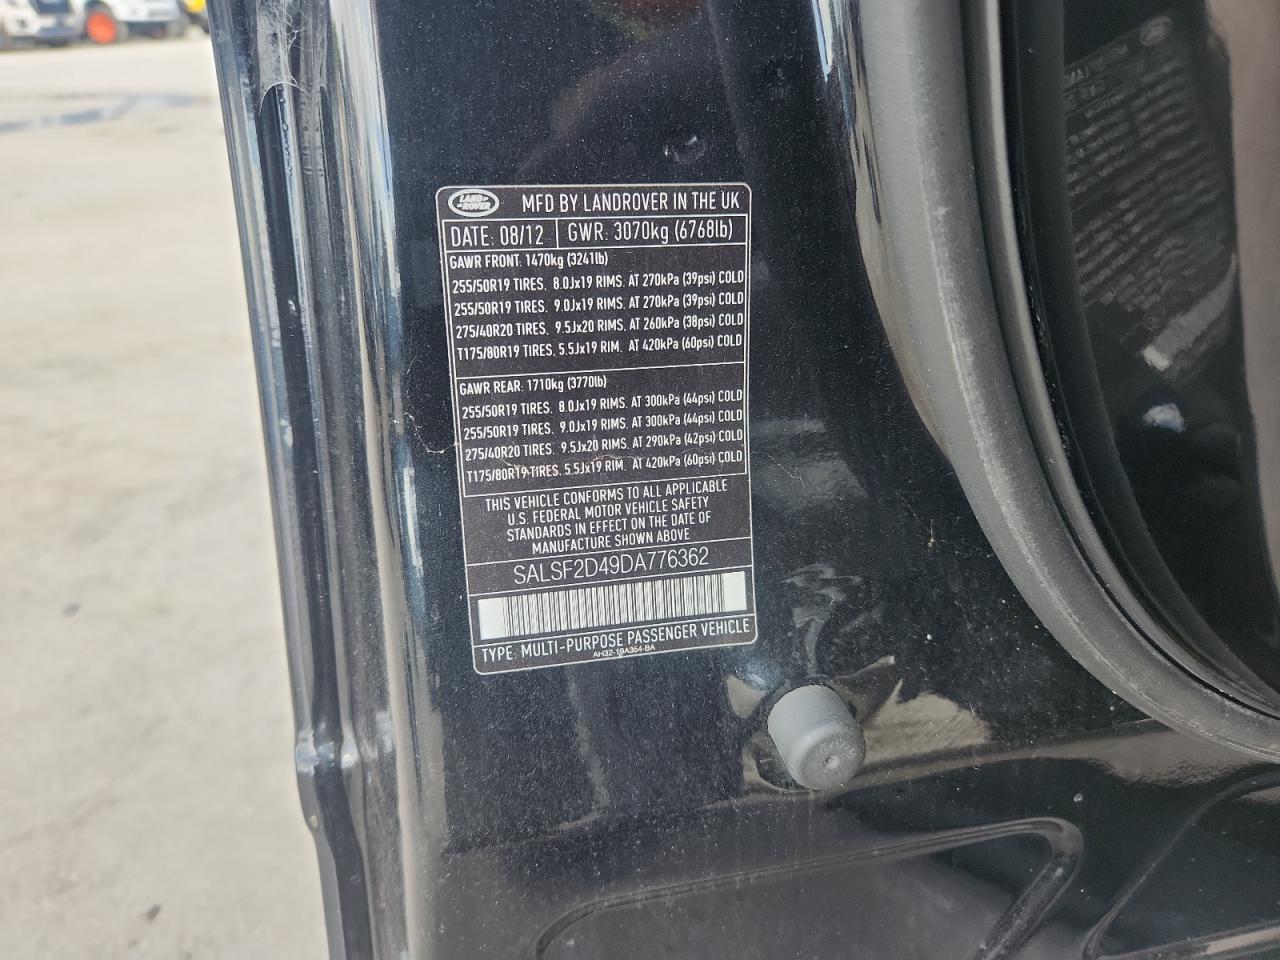 LAND ROVER MFD BY LANDROVER IN THE UK
DATE: 08/12 GWR: 3070kg (6768lb)
GAWR FRONT: 1470kg (3241lb)
255/50R19 TIRES. 8.0Jx19 RIMS. AT 270kPa (39psi) COLD
255/50R19 TIRES. 9.0Jx19 RIMS. AT 270kPa (39psi) COLD
275/40R20 TIRES. 9.5Jx20 RIMS. AT 260kPa (38psi) COLD
T175/80R19 TIRES. 5.5Jx19 RIM. AT 420kPa (60psi) COLD
GAWR REAR: 1710kg (3770lb)
255/50R19 TIRES. 8.0Jx19 RIMS. AT 300kPa (44psi) COLD
255/50R19 TIRES. 9.0Jx19 RIMS. AT 300kPa (44psi) COLD
275/40R20 TIRES. 9.5Jx20 RIMS. AT 290kPa (42psi) COLD
T175/80R19 TIRES. 5.5Jx19 RIM. AT 420kPa (60psi) COLD
THIS VEHICLE CONFORMS TO ALL APPLICABLE
U.S. FEDERAL MOTOR VEHICLE SAFETY
STANDARDS IN EFFECT ON THE DATE OF
MANUFACTURE SHOWN ABOVE
SALSF2D49DA776362
TYPE: MULTI-PURPOSE PASSENGER VEHICLE
AH32-19A354-BA